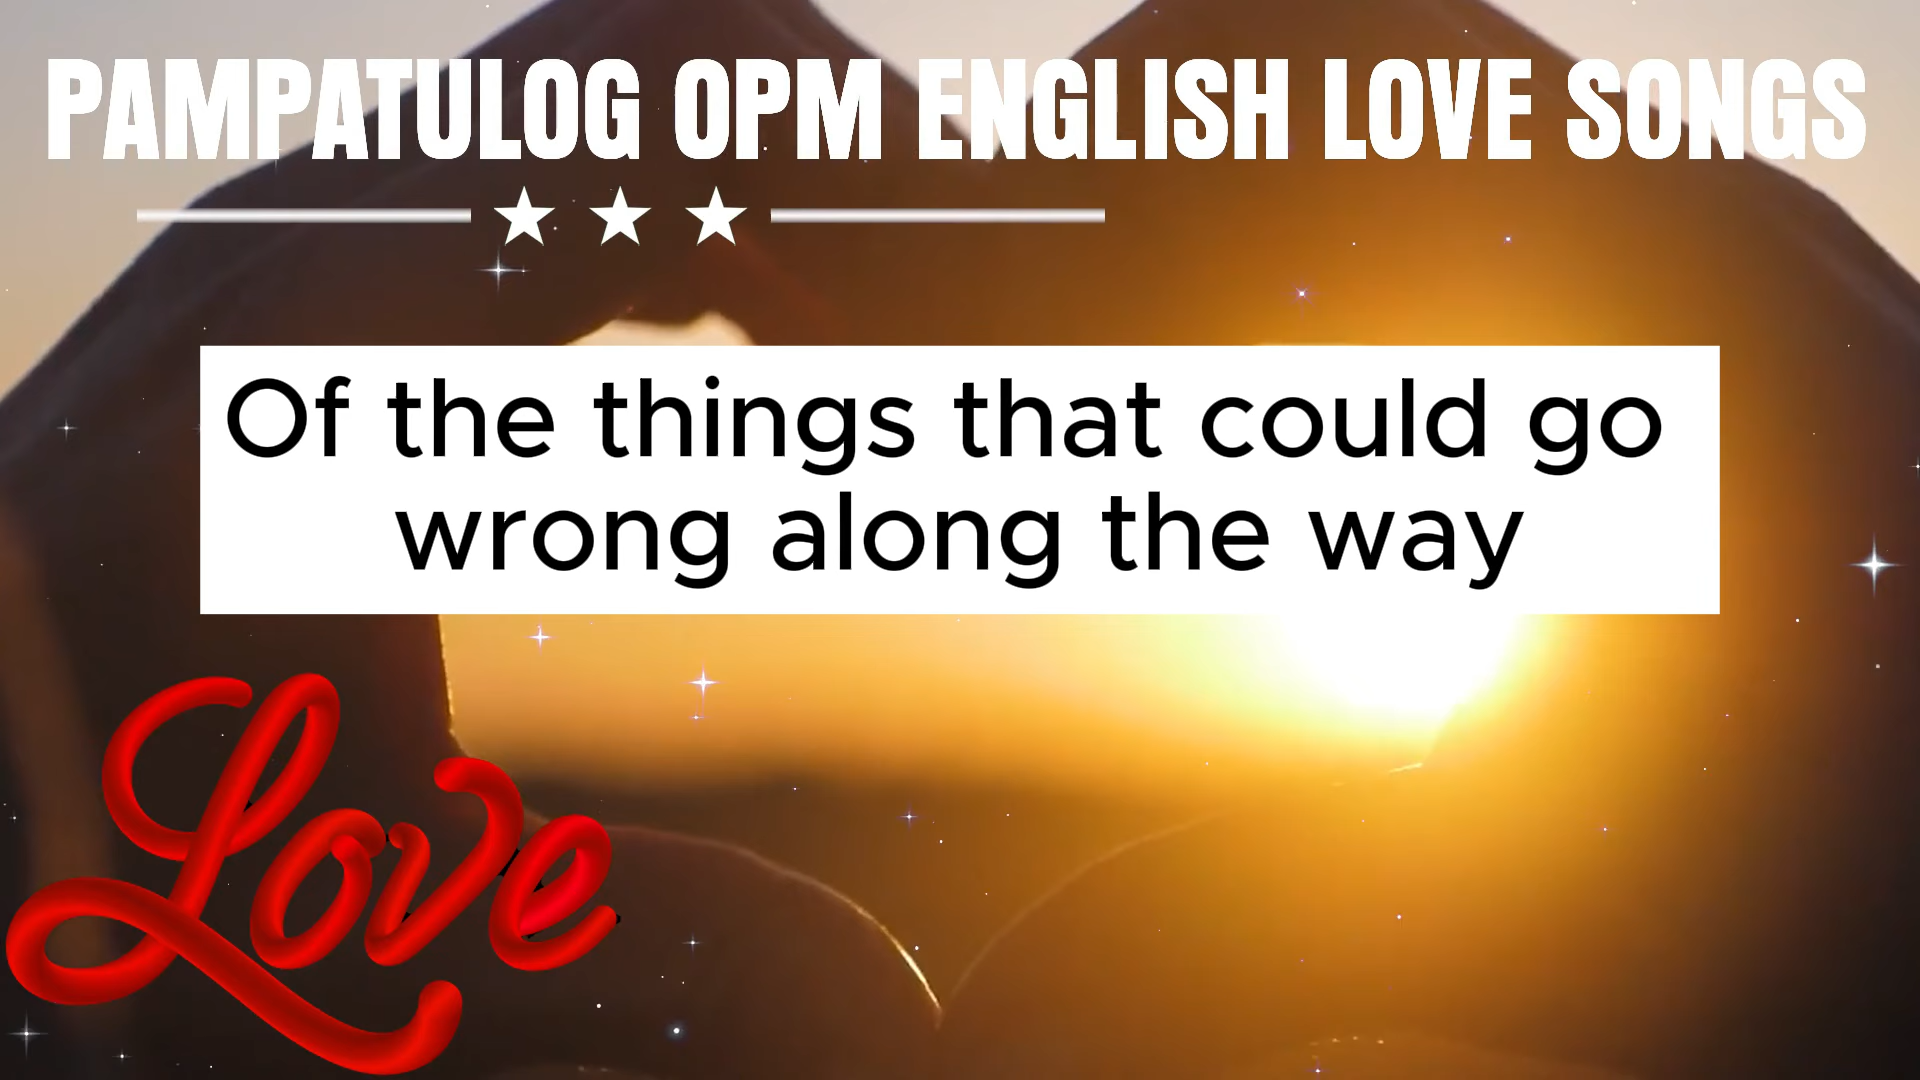 PAMPATULOG OPM ENGLISH LOVE SONGS
Of the things that could go
wrong along the way
Love